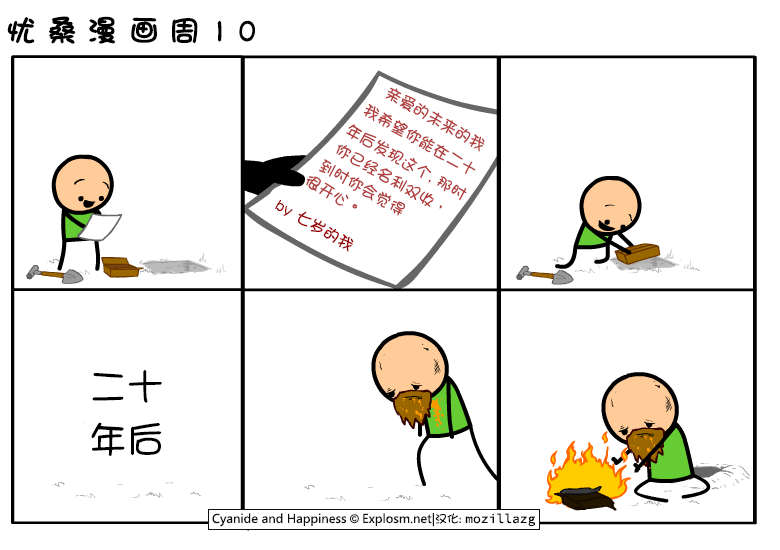 忧桑漫画周10
亲爱的未来的我
我希望你能在二十
年后发现这个，那时
你已经名利双收，
到时你会觉得
很开心。
by 七岁的我
二十
年后
Cyanide and Happiness © Explosm.net|汉化: mozillazg